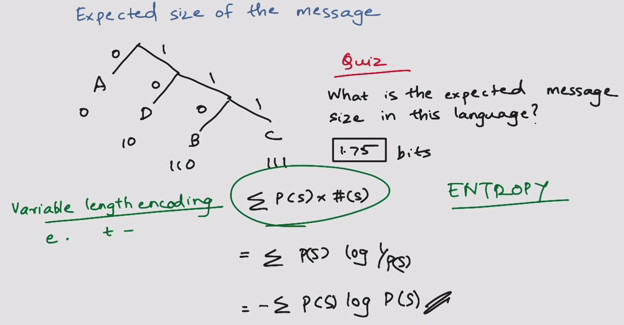 Expected size of the message
0 1
A 0 1
0 D 0 1
10 B C
110 111
Quiz
What is the expected message
size in this language?
1.75 bits
Variable length encoding
e . t -
Σ P(s) × #(s)
ENTROPY
= Σ P(s) log 1/P(s)
= -Σ P(s) log P(s)